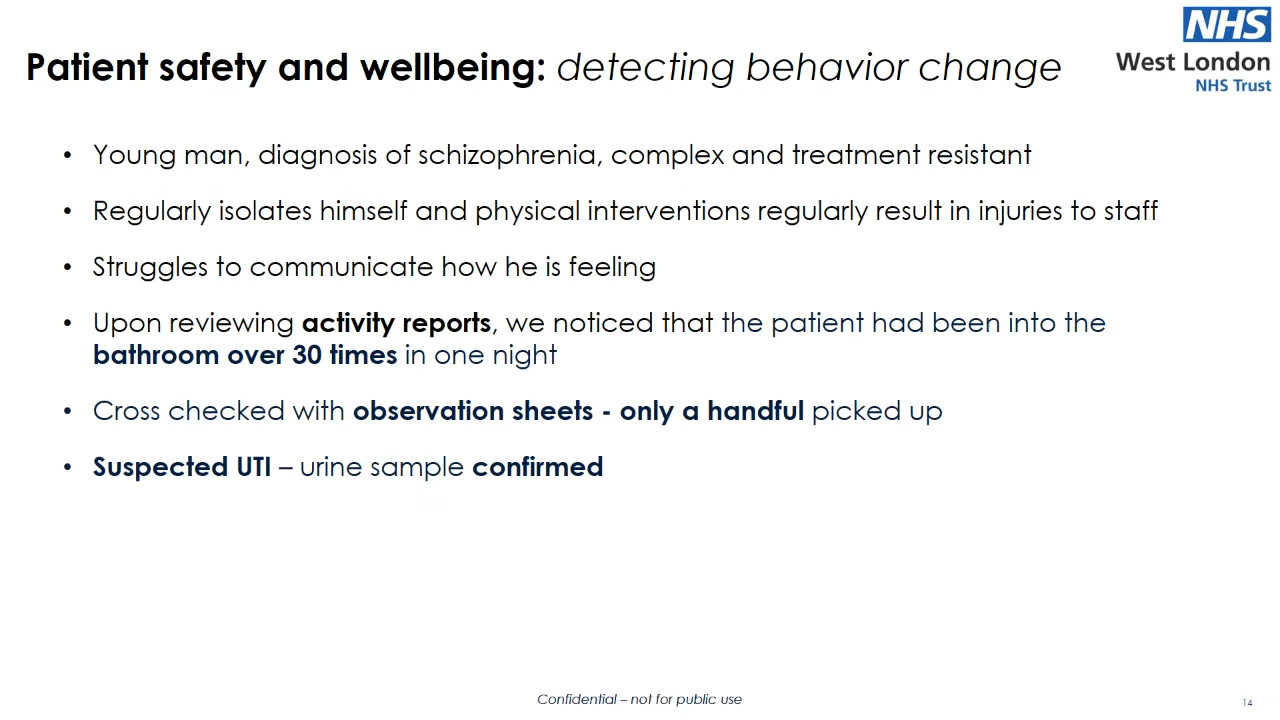 NHS
West London
NHS Trust
Patient safety and wellbeing: detecting behavior change
• Young man, diagnosis of schizophrenia, complex and treatment resistant
• Regularly isolates himself and physical interventions regularly result in injuries to staff
• Struggles to communicate how he is feeling
• Upon reviewing activity reports, we noticed that the patient had been into the
bathroom over 30 times in one night
• Cross checked with observation sheets - only a handful picked up
• Suspected UTI – urine sample confirmed
Confidential – not for public use
14